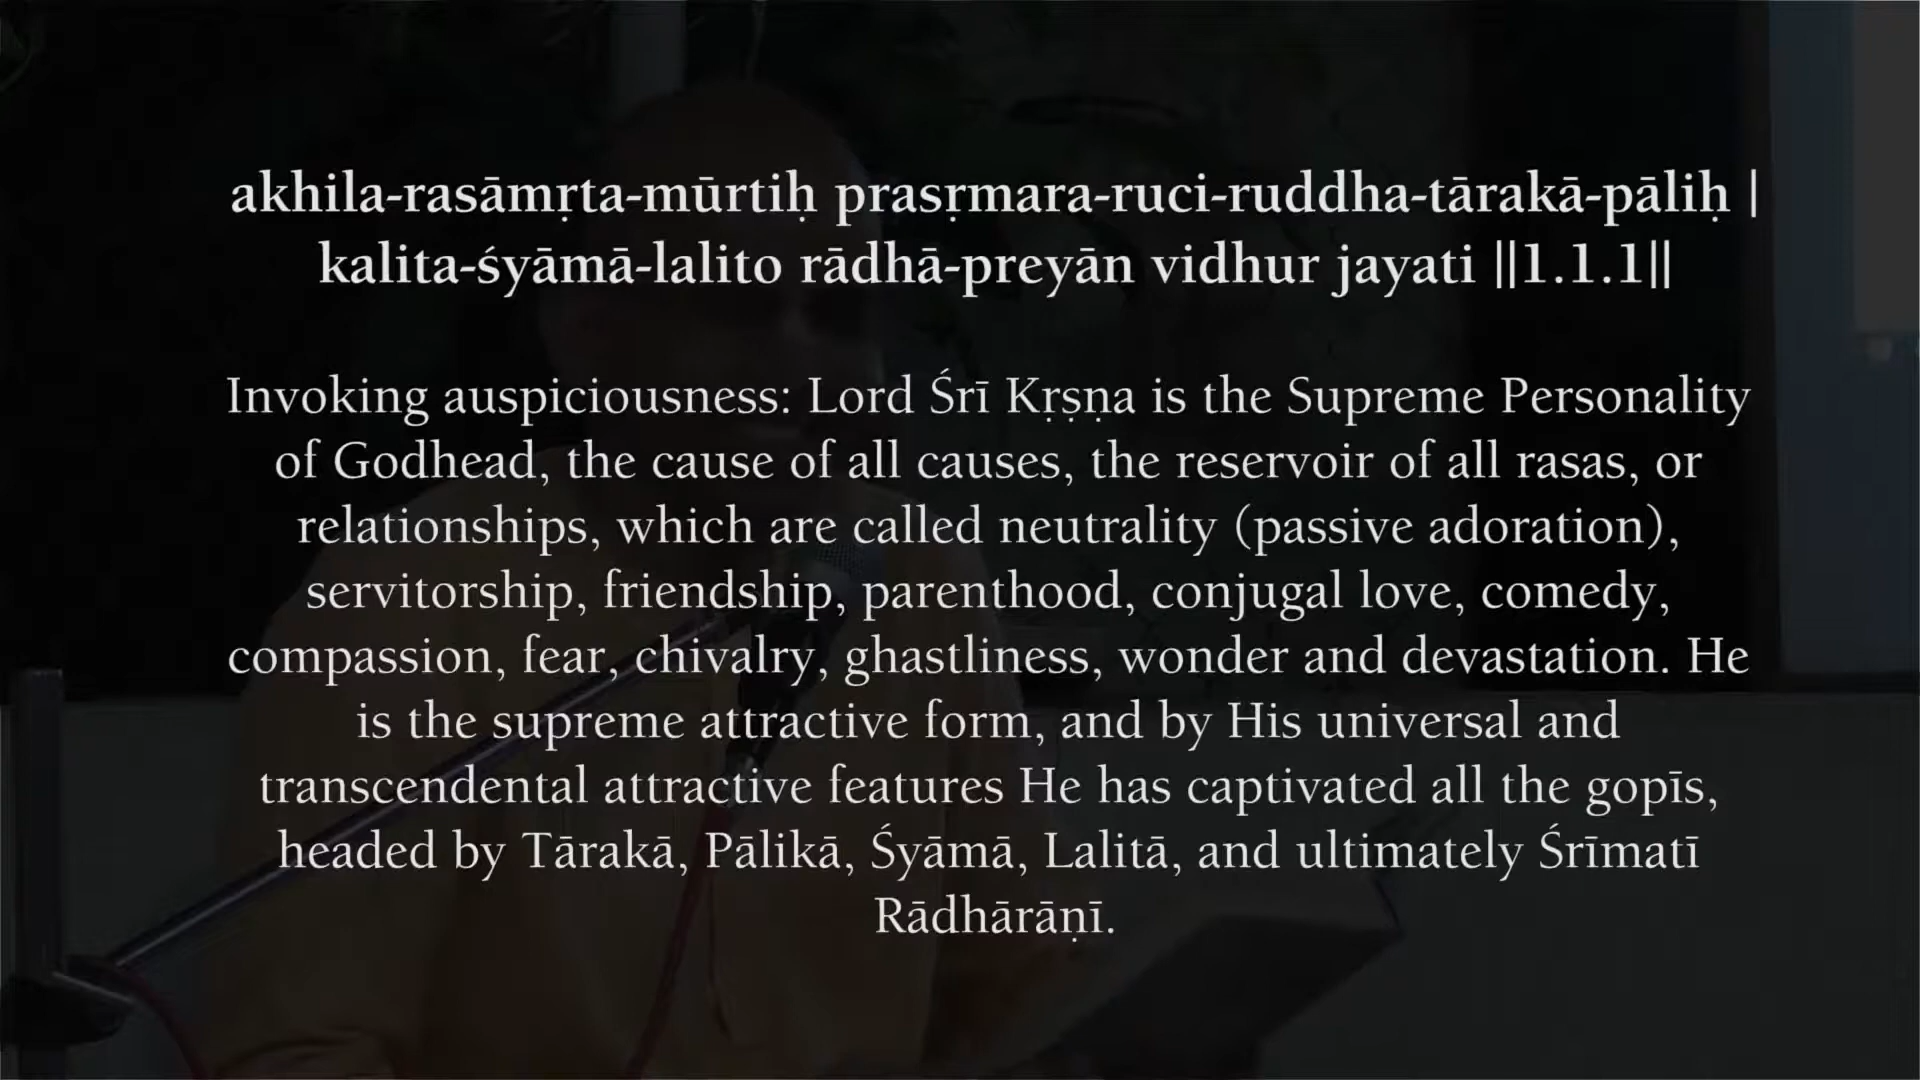 akhila-rasāmṛta-mūrtiḥ prasṛmara-ruci-ruddha-tārakā-pāliḥ |
kalita-śyāmā-lalito rādhā-preyān vidhur jayati ||1.1.1||
Invoking auspiciousness: Lord Śrī Kṛṣṇa is the Supreme Personality
of Godhead, the cause of all causes, the reservoir of all rasas, or
relationships, which are called neutrality (passive adoration),
servitorship, friendship, parenthood, conjugal love, comedy,
compassion, fear, chivalry, ghastliness, wonder and devastation. He
is the supreme attractive form, and by His universal and
transcendental attractive features He has captivated all the gopīs,
headed by Tārakā, Pālikā, Śyāmā, Lalitā, and ultimately Śrīmatī
Rādhārāṇī.